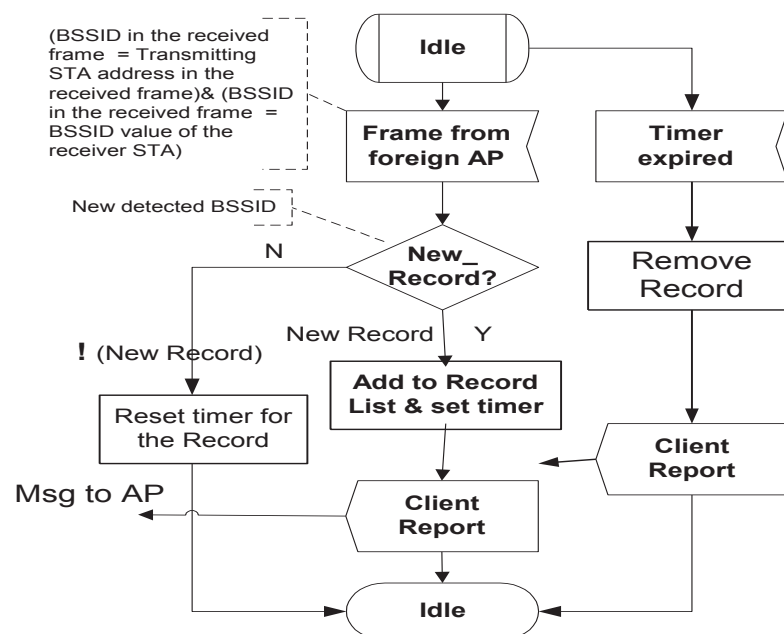 (BSSID in the received
frame = Transmitting
STA address in the
received frame)& (BSSID
in the received frame =
BSSID value of the
receiver STA)
Idle
Frame from
foreign AP
Timer
expired
New detected BSSID
N
New_
Record?
Remove
Record
New Record Y
! (New Record)
Add to Record
List & set timer
Reset timer for
the Record
Client
Report
Msg to AP
Client
Report
Idle